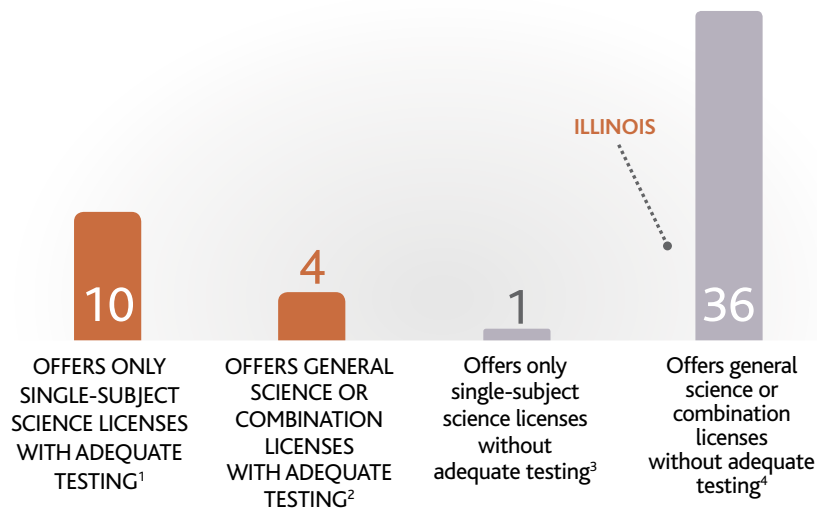 ILLINOIS
10
4
1
36
OFFERS ONLY
SINGLE-SUBJECT
SCIENCE LICENSES
WITH ADEQUATE
TESTING¹
OFFERS GENERAL
SCIENCE OR
COMBINATION
LICENSES
WITH ADEQUATE
TESTING²
Offers only
single-subject
science licenses
without
adequate testing³
Offers general
science or
combination
licenses
without adequate
testing⁴